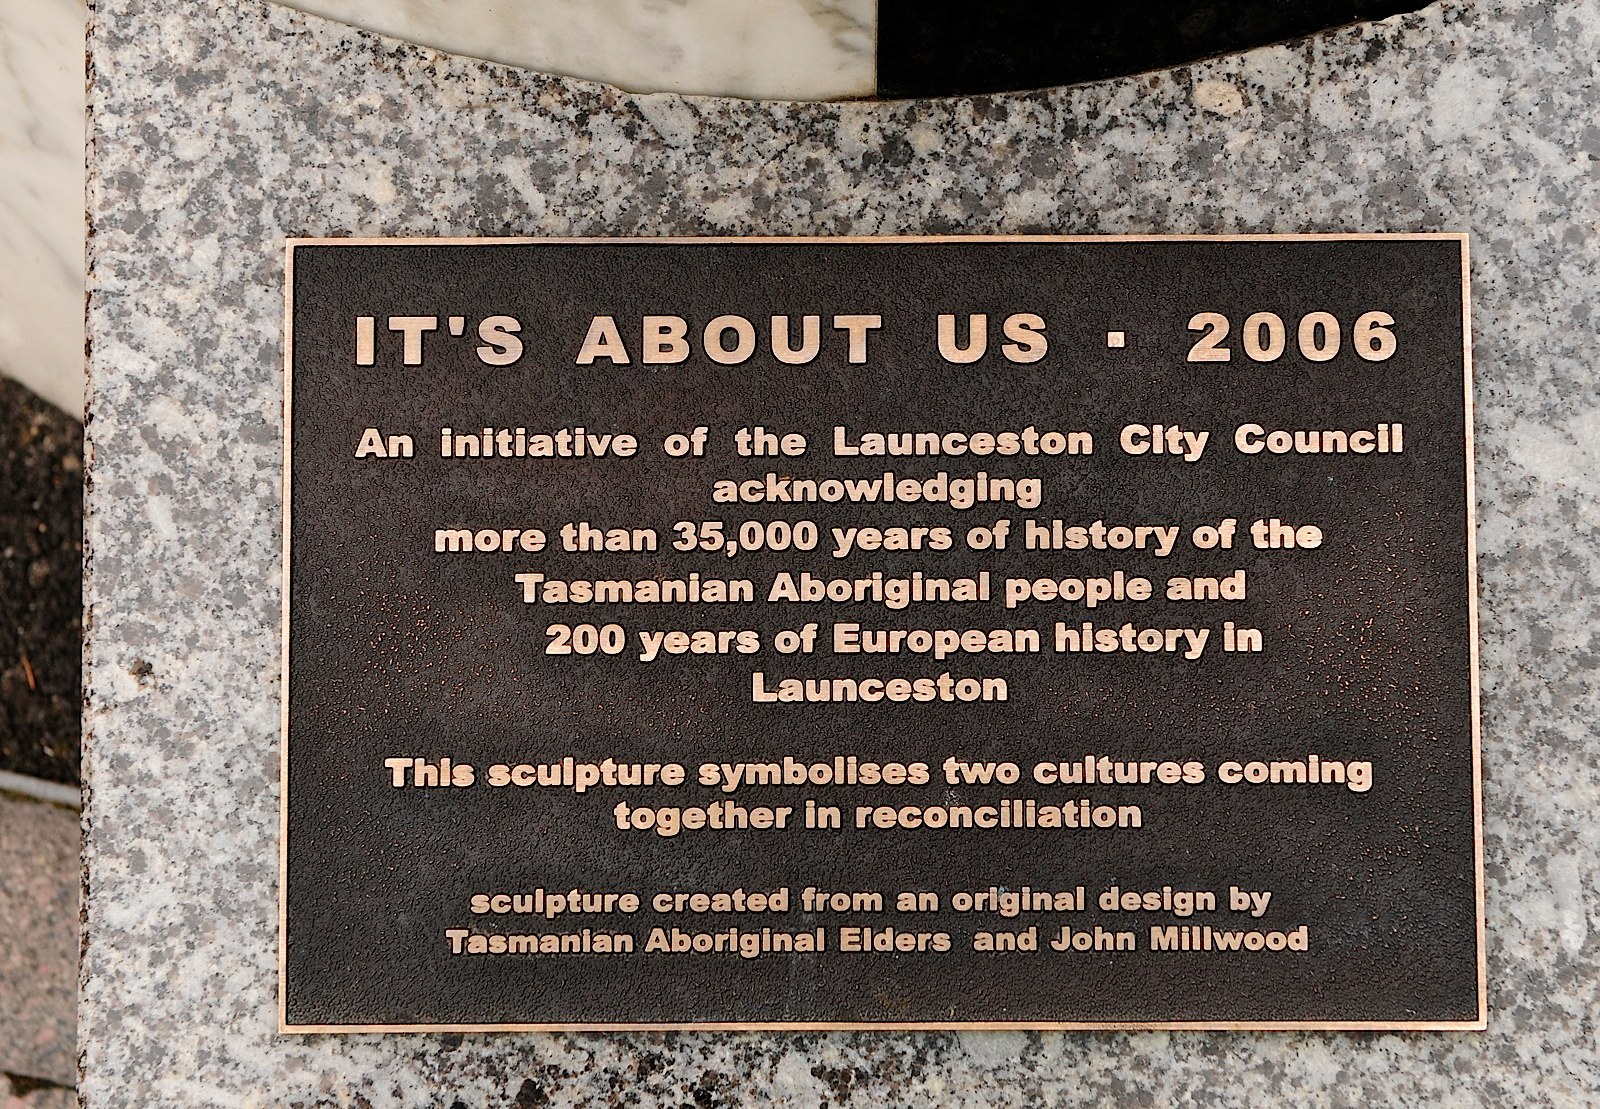 IT'S ABOUT US · 2006
An initiative of the Launceston City Council
acknowledging
more than 35,000 years of history of the
Tasmanian Aboriginal people and
200 years of European history in
Launceston
This sculpture symbolises two cultures coming
together in reconciliation
sculpture created from an original design by
Tasmanian Aboriginal Elders and John Millwood